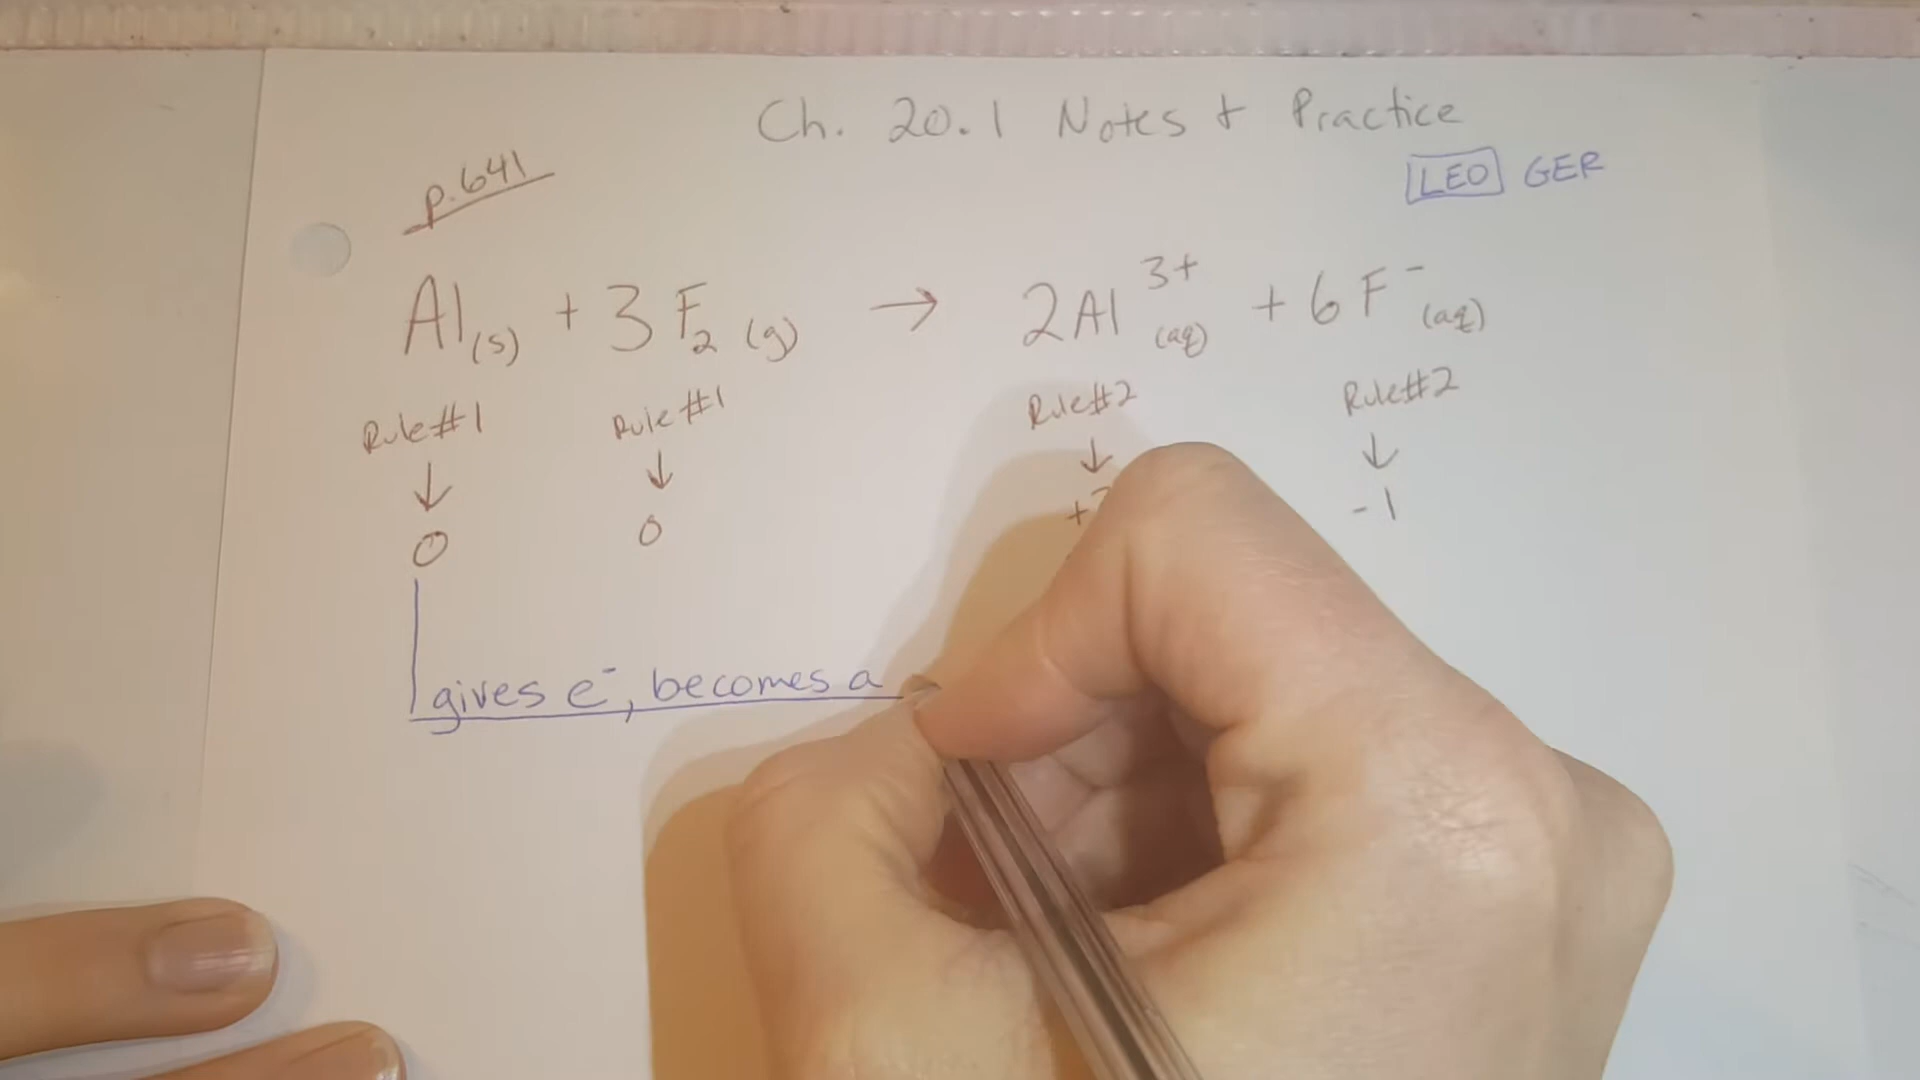 Ch. 20.1 Notes + Practice
p.641
LEO GER
Al(s) + 3F₂(g) → 2Al³⁺(aq) + 6F⁻(aq)
Rule#1 Rule#1 Rule#2 Rule#2
↓ ↓ ↓ ↓
0 0 + -1
gives e⁻, becomes a